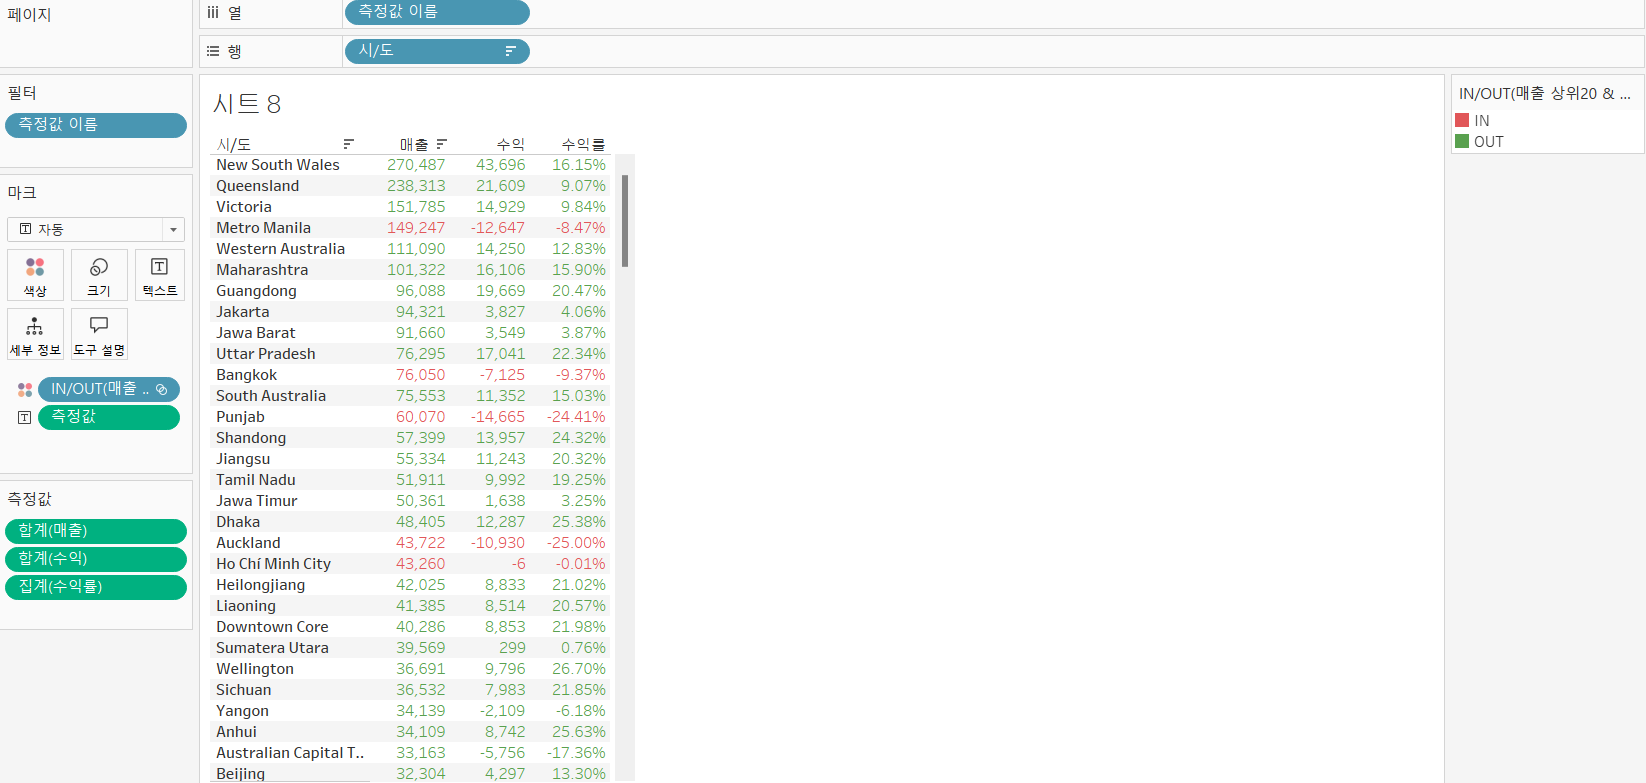 페이지
열
측정값 이름
행
시/도
필터
측정값 이름
마크
자동
색상
크기
텍스트
세부 정보
도구 설명
IN/OUT(매출 ..
측정값
측정값
합계(매출)
합계(수익)
집계(수익률)
시트 8
시/도 매출 수익 수익률
New South Wales 270,487 43,696 16.15%
Queensland 238,313 21,609 9.07%
Victoria 151,785 14,929 9.84%
Metro Manila 149,247 -12,647 -8.47%
Western Australia 111,090 14,250 12.83%
Maharashtra 101,322 16,106 15.90%
Guangdong 96,088 19,669 20.47%
Jakarta 94,321 3,827 4.06%
Jawa Barat 91,660 3,549 3.87%
Uttar Pradesh 76,295 17,041 22.34%
Bangkok 76,050 -7,125 -9.37%
South Australia 75,553 11,352 15.03%
Punjab 60,070 -14,665 -24.41%
Shandong 57,399 13,957 24.32%
Jiangsu 55,334 11,243 20.32%
Tamil Nadu 51,911 9,992 19.25%
Jawa Timur 50,361 1,638 3.25%
Dhaka 48,405 12,287 25.38%
Auckland 43,722 -10,930 -25.00%
Ho Chí Minh City 43,260 -6 -0.01%
Heilongjiang 42,025 8,833 21.02%
Liaoning 41,385 8,514 20.57%
Downtown Core 40,286 8,853 21.98%
Sumatera Utara 39,569 299 0.76%
Wellington 36,691 9,796 26.70%
Sichuan 36,532 7,983 21.85%
Yangon 34,139 -2,109 -6.18%
Anhui 34,109 8,742 25.63%
Australian Capital T.. 33,163 -5,756 -17.36%
Beijing 32,304 4,297 13.30%
IN/OUT(매출 상위20 & ...
IN
OUT